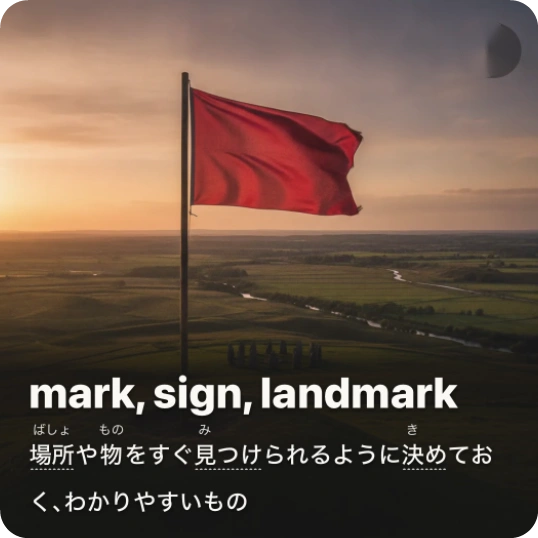 mark, sign, landmark
ばしょ もの み き
場所や物をすぐ見つけられるように決めてお
く、わかりやすいもの